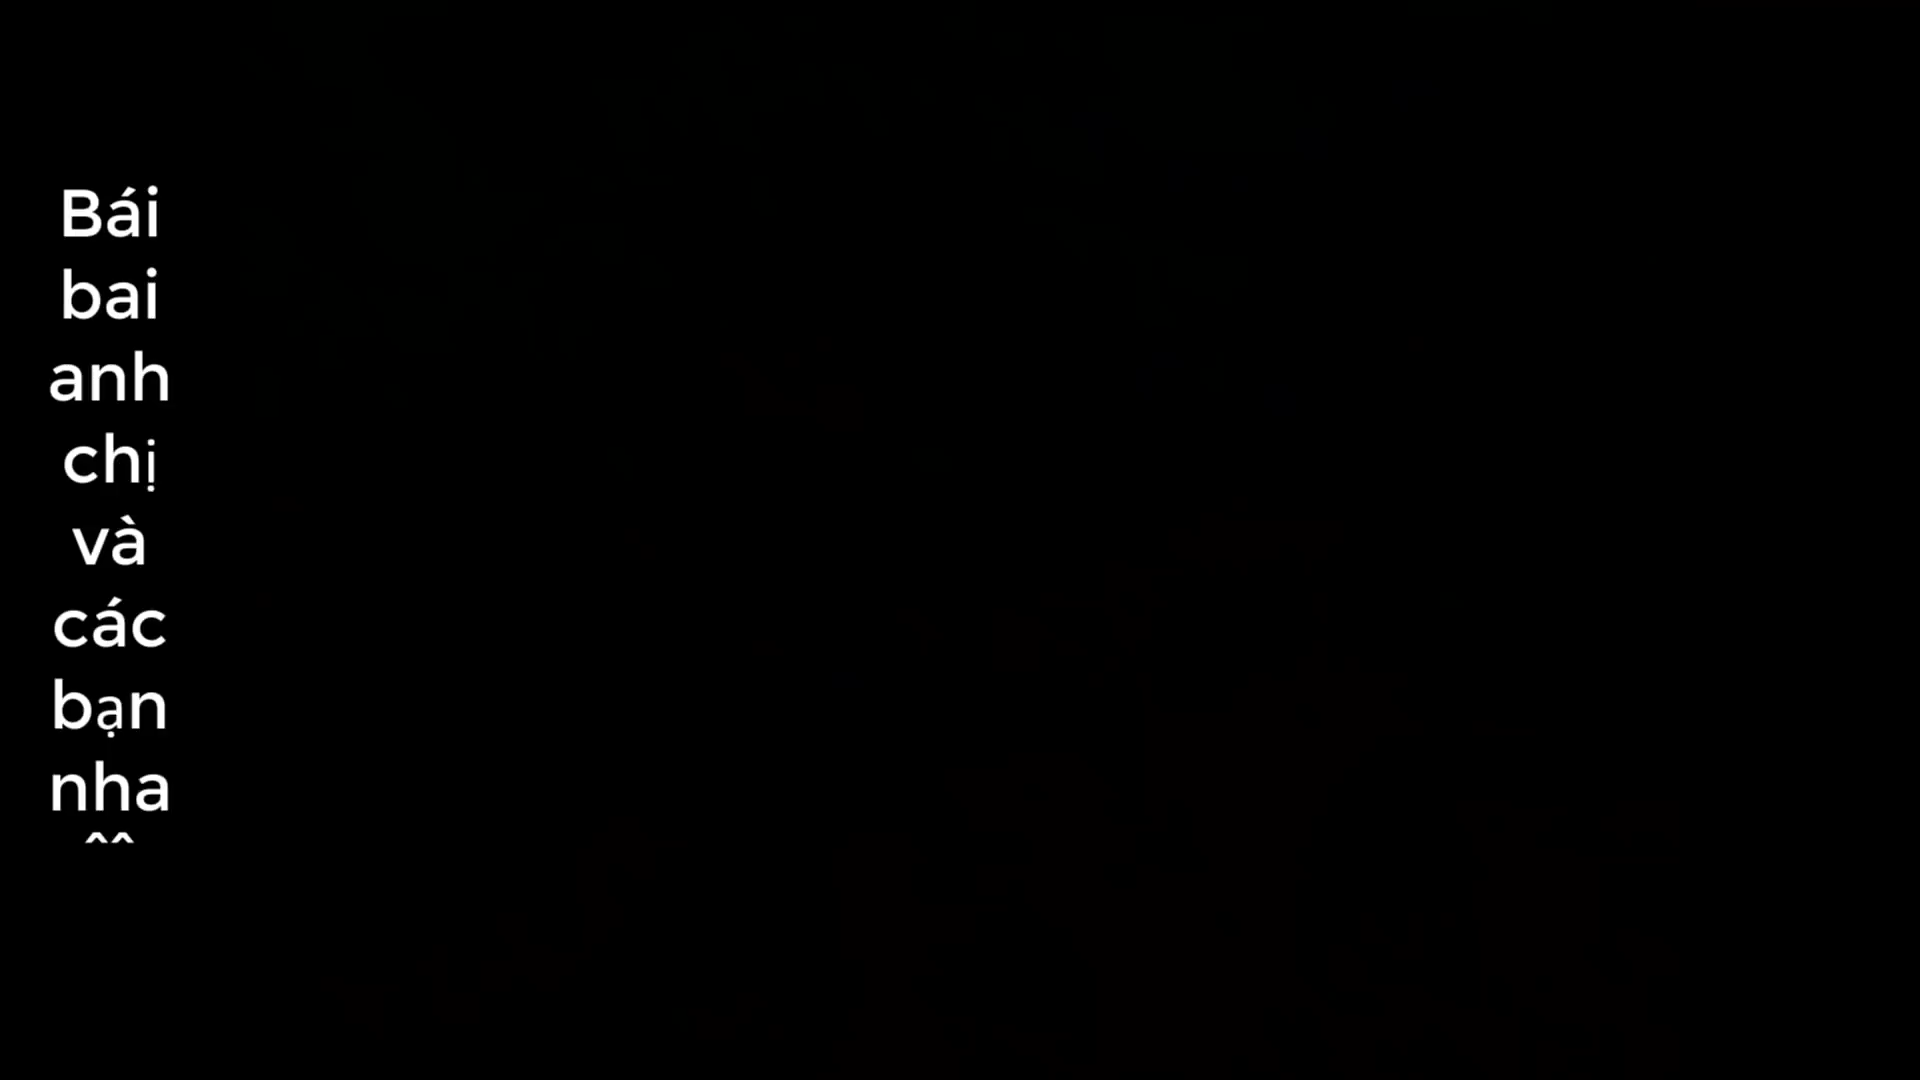 Bái
bai
anh
chị
và
các
bạn
nha
^^